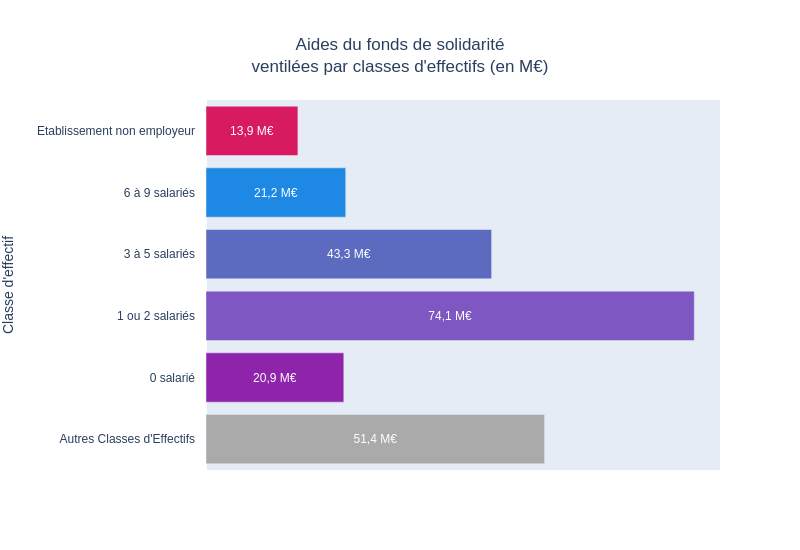 Aides du fonds de solidarité
ventilées par classes d'effectifs (en M€)
Classe d'effectif
Etablissement non employeur
13,9 M€
6 à 9 salariés
21,2 M€
3 à 5 salariés
43,3 M€
1 ou 2 salariés
74,1 M€
0 salarié
20,9 M€
Autres Classes d'Effectifs
51,4 M€